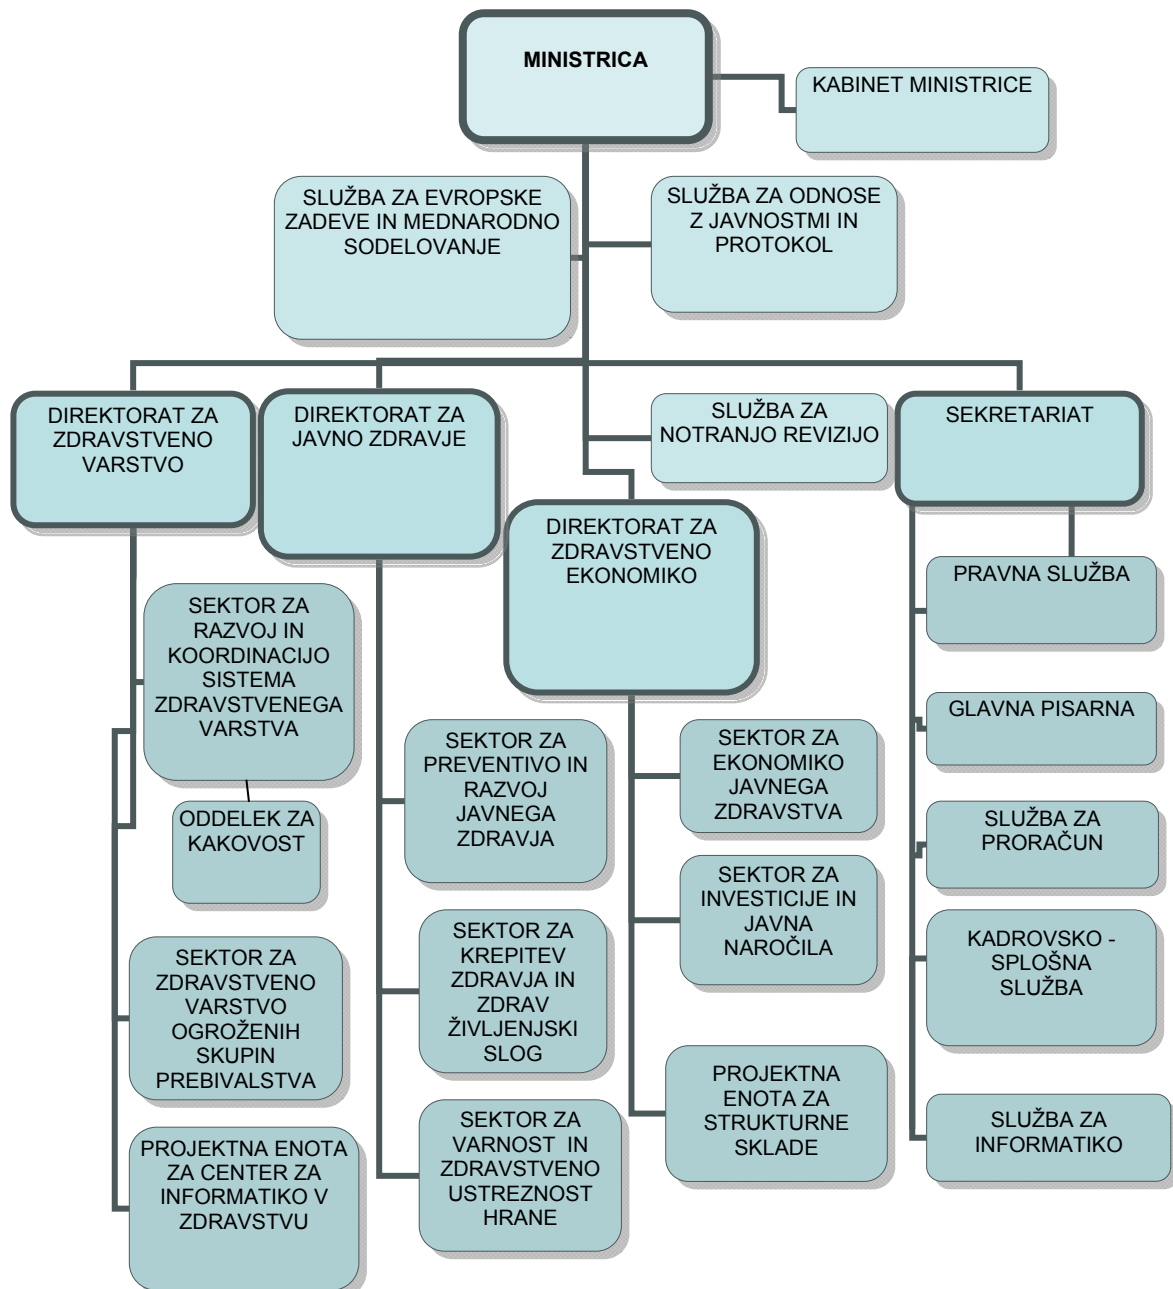 MINISTRICA
KABINET MINISTRICE
SLUŽBA ZA EVROPSKE
ZADEVE IN MEDNARODNO
SODELOVANJE
SLUŽBA ZA ODNOSE
Z JAVNOSTMI IN
PROTOKOL
DIREKTORAT ZA
ZDRAVSTVENO
VARSTVO
DIREKTORAT ZA
JAVNO ZDRAVJE
SLUŽBA ZA
NOTRANJO REVIZIJO
SEKRETARIAT
DIREKTORAT ZA
ZDRAVSTVENO
EKONOMIKO
SEKTOR ZA
RAZVOJ IN
KOORDINACIJO
SISTEMA
ZDRAVSTVENEGA
VARSTVA
ODDELEK ZA
KAKOVOST
SEKTOR ZA
ZDRAVSTVENO
VARSTVO
OGROŽENIH
SKUPIN
PREBIVALSTVA
PROJEKTNA ENOTA
ZA CENTER ZA
INFORMATIKO V
ZDRAVSTVU
SEKTOR ZA
PREVENTIVO IN
RAZVOJ
JAVNEGA
ZDRAVJA
SEKTOR ZA
KREPITEV
ZDRAVJA IN
ZDRAV
ŽIVLJENJSKI
SLOG
SEKTOR ZA
VARNOST IN
ZDRAVSTVENO
USTREZNOST
HRANE
SEKTOR ZA
EKONOMIKO
JAVNEGA
ZDRAVSTVA
SEKTOR ZA
INVESTICIJE IN
JAVNA
NAROČILA
PROJEKTNA
ENOTA ZA
STRUKTURNE
SKLADE
PRAVNA SLUŽBA
GLAVNA PISARNA
SLUŽBA ZA
PRORAČUN
KADROVSKO -
SPLOŠNA
SLUŽBA
SLUŽBA ZA
INFORMATIKO